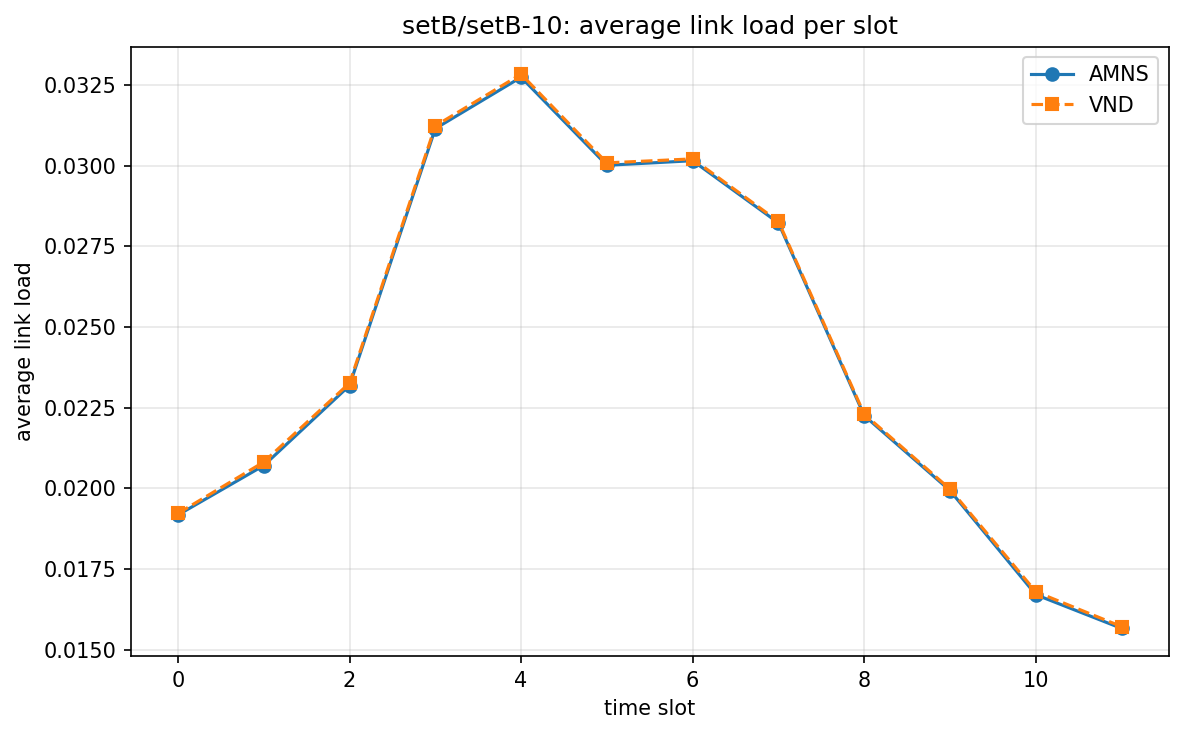 setB/setB-10: average link load per slot
AMNS
VND
0.0325
0.0300
0.0275
0.0250
0.0225
0.0200
0.0175
0.0150
average link load
0 2 4 6 8 10
time slot